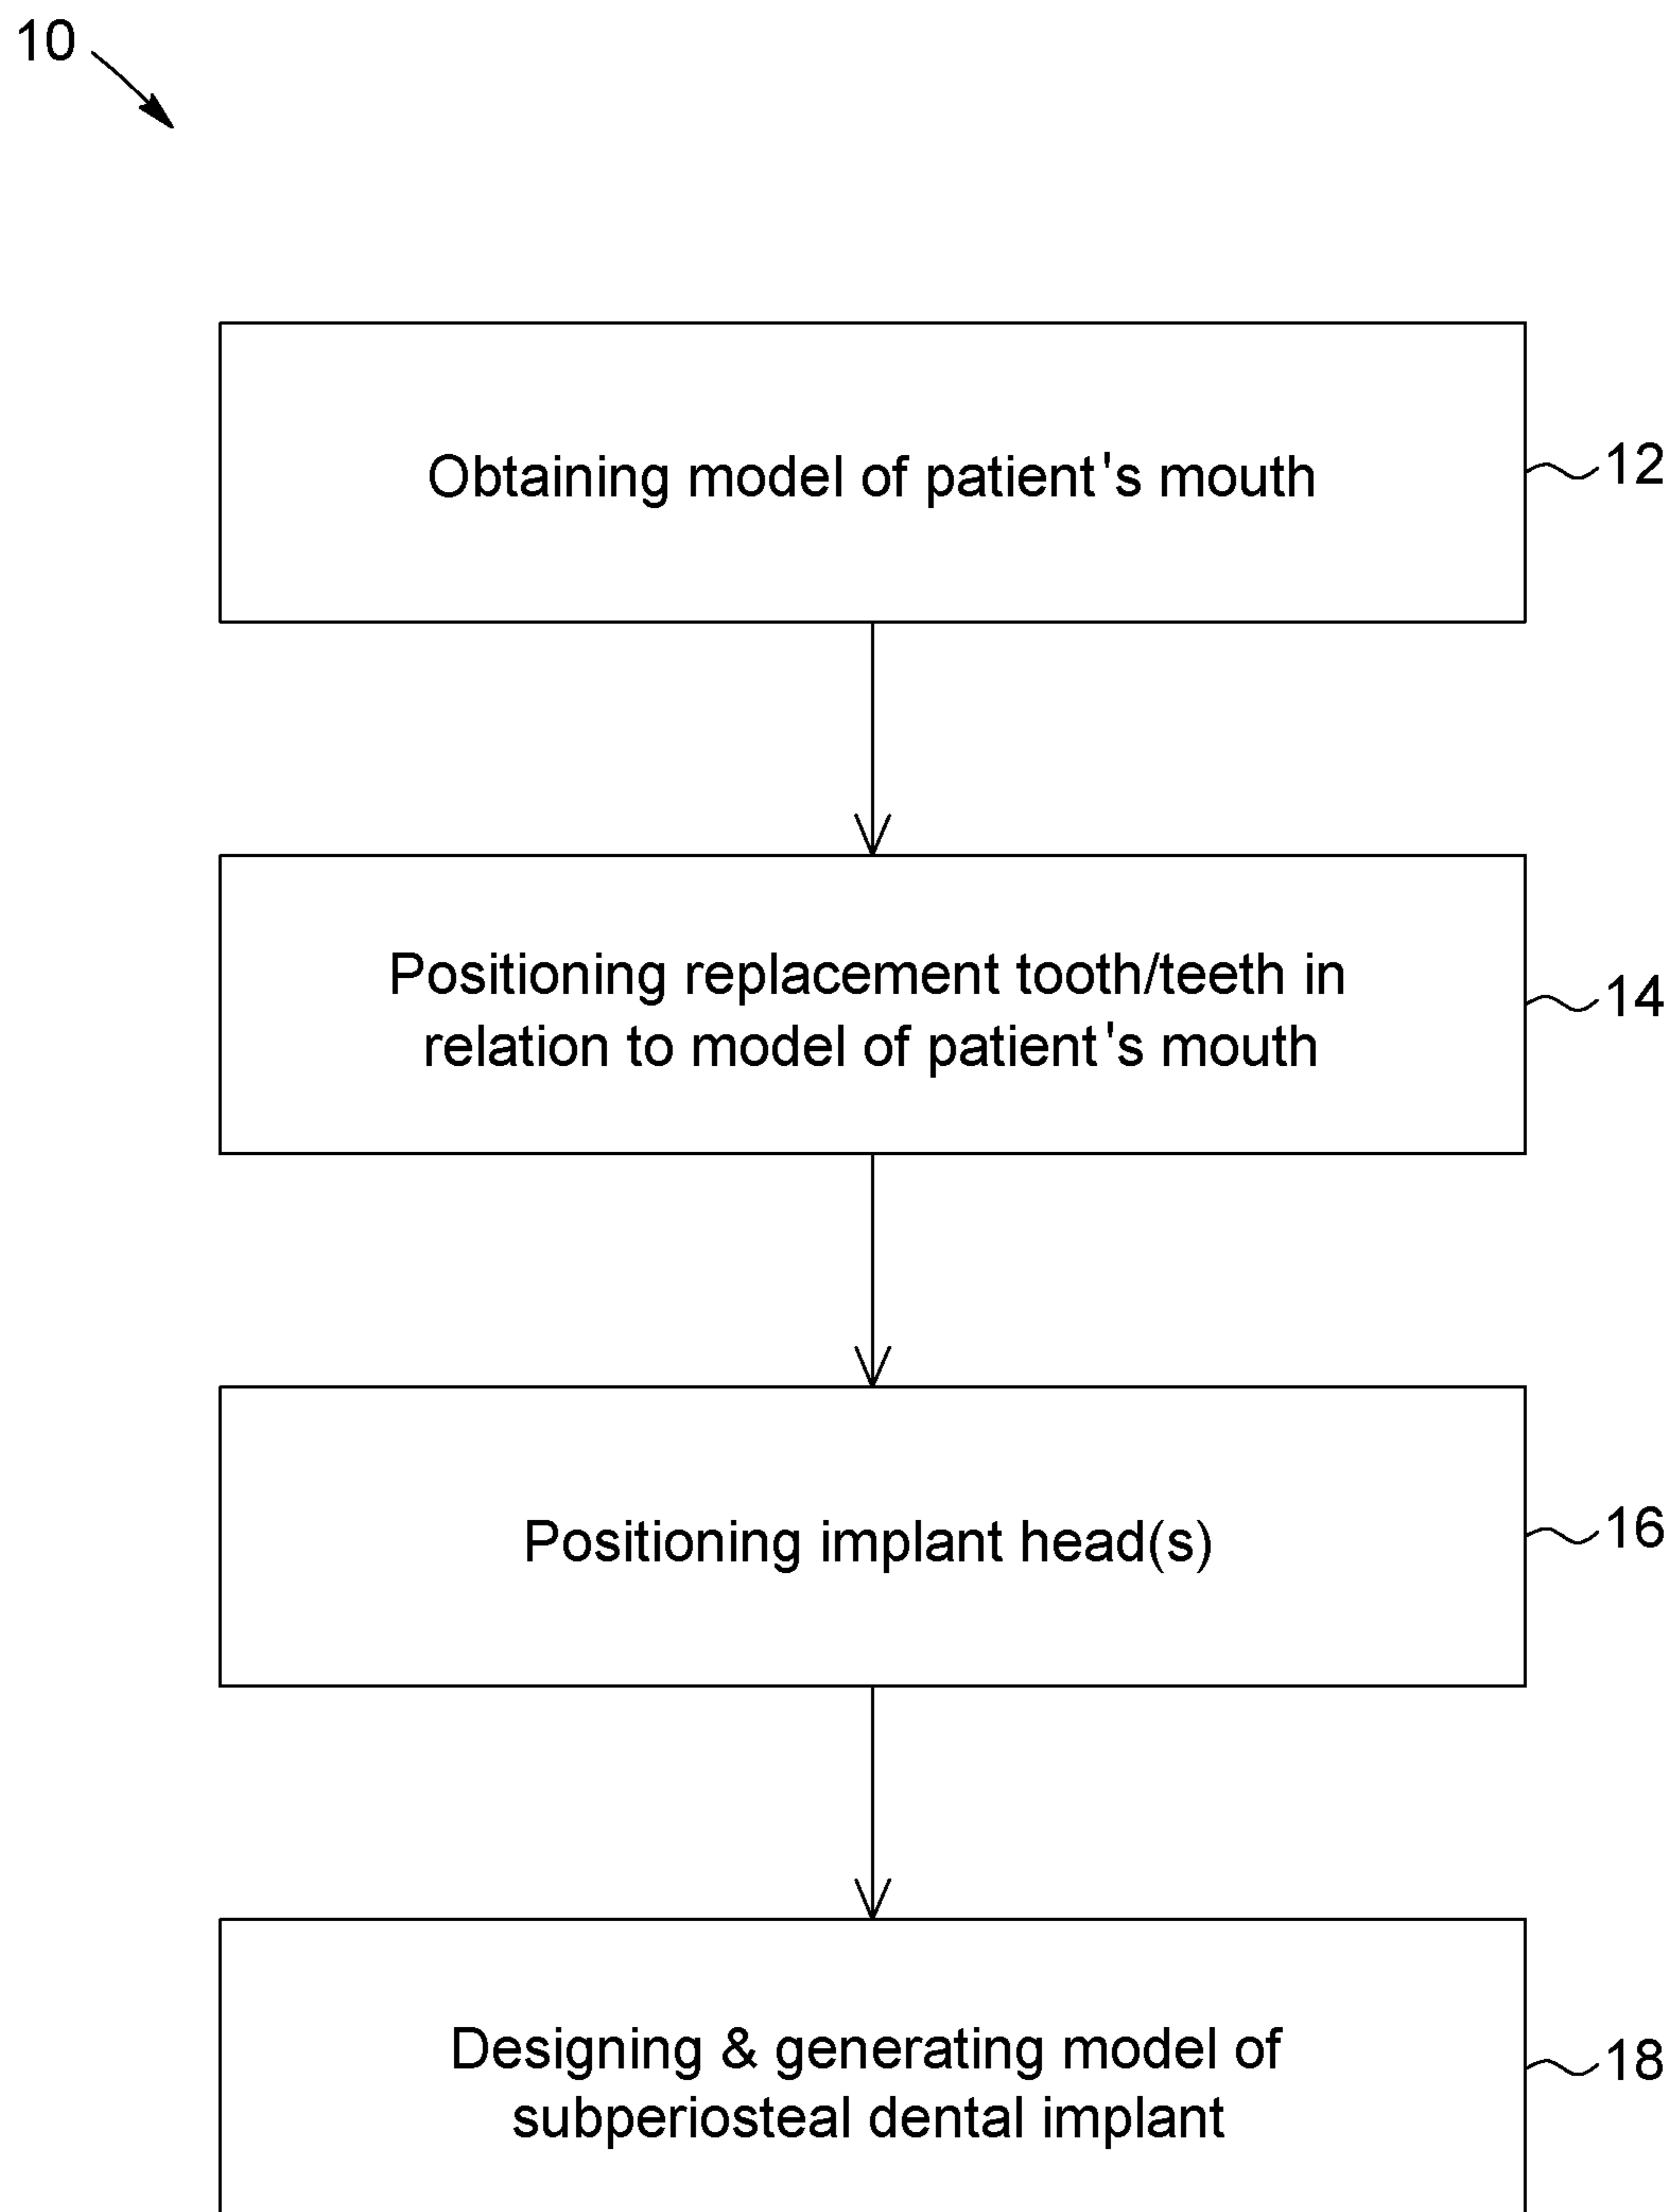 10
Obtaining model of patient's mouth
12
Positioning replacement tooth/teeth in
relation to model of patient's mouth
14
Positioning implant head(s)
16
Designing & generating model of
subperiosteal dental implant
18